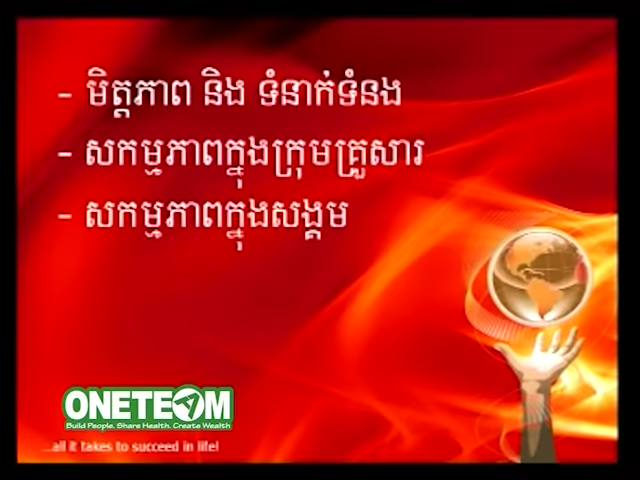 - មិត្តភាព និង ទំនាក់ទំនង
- សកម្មភាពក្នុងក្រុមគ្រួសារ
- សកម្មភាពក្នុងសង្គម
ONETEAM
Build People. Share Health. Create Wealth
...all it takes to succeed in life!